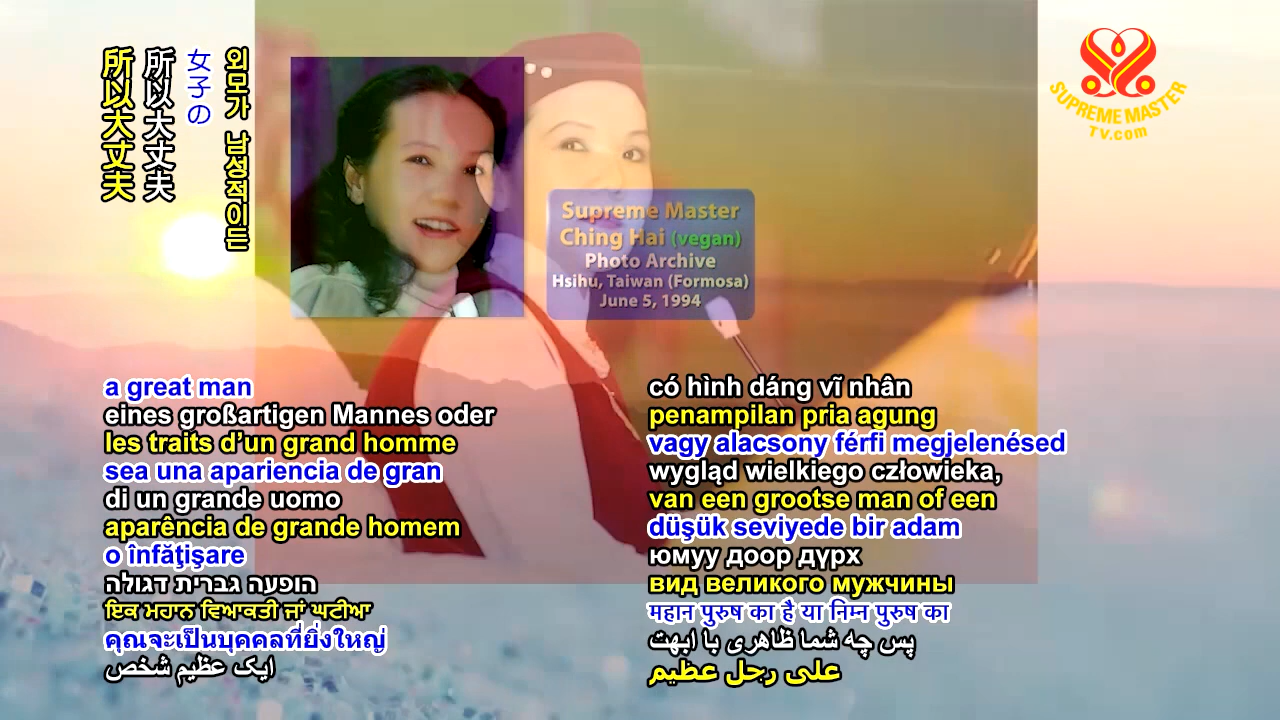 所以大丈夫
所以大丈夫
女子の
외모가 남성적이든
SUPREME MASTER
TV.com
Supreme Master
Ching Hai (vegan)
Photo Archive
Hsihu, Taiwan (Formosa)
June 5, 1994
a great man
eines großartigen Mannes oder
les traits d’un grand homme
sea una apariencia de gran
di un grande uomo
aparência de grande homem
o înfăţişare
הופעה גברית דגולה
ਇਕ ਮਹਾਨ ਵਿਆਕਤੀ ਜਾਂ ਘਟੀਆ
คุณจะเป็นบุคคลที่ยิ่งใหญ่
ایک عظیم شخص
có hình dáng vĩ nhân
penampilan pria agung
vagy alacsony férfi megjelenésed
wygląd wielkiego człowieka,
van een grootse man of een
düşük seviyede bir adam
юмуу доор дүрх
вид великого мужчины
महान पुरुष का है या निम्न पुरुष का
پس چه شما ظاهری با ابهت
على رجل عظيم